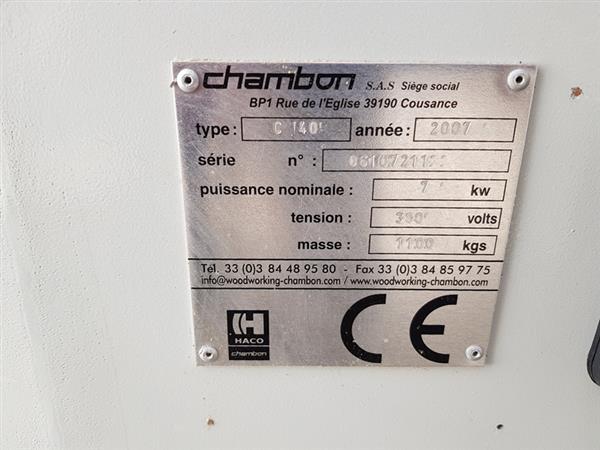 chambon S.A.S Siège social
BP1 Rue de l'Eglise 39190 Cousance
type : année : 2007
série n° :
puissance nominale : 7 kw
tension : volts
masse : 1100 kgs
Tél. 33 (0)3 84 48 95 80 - Fax 33 (0)3 84 85 97 75
info@woodworking-chambon.com / www.woodworking-chambon.com
H
HACO
chambon
CE